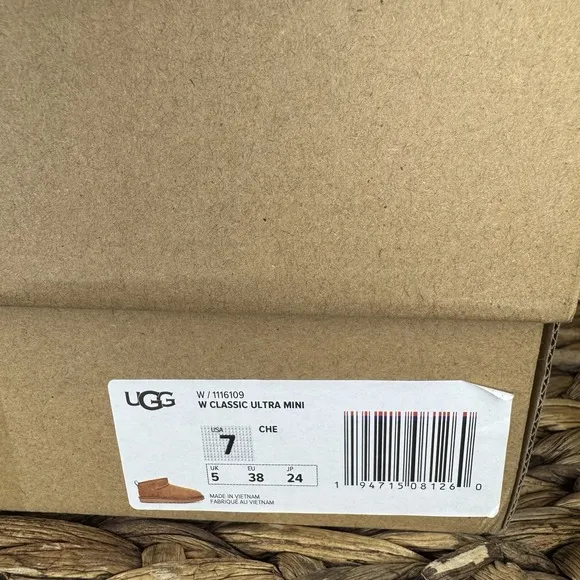 UGG
W / 1116109
W CLASSIC ULTRA MINI
USA
7
CHE
UK EU JP
5 38 24
MADE IN VIETNAM
FABRIQUÉ AU VIETNAM
1 94715 08126 0